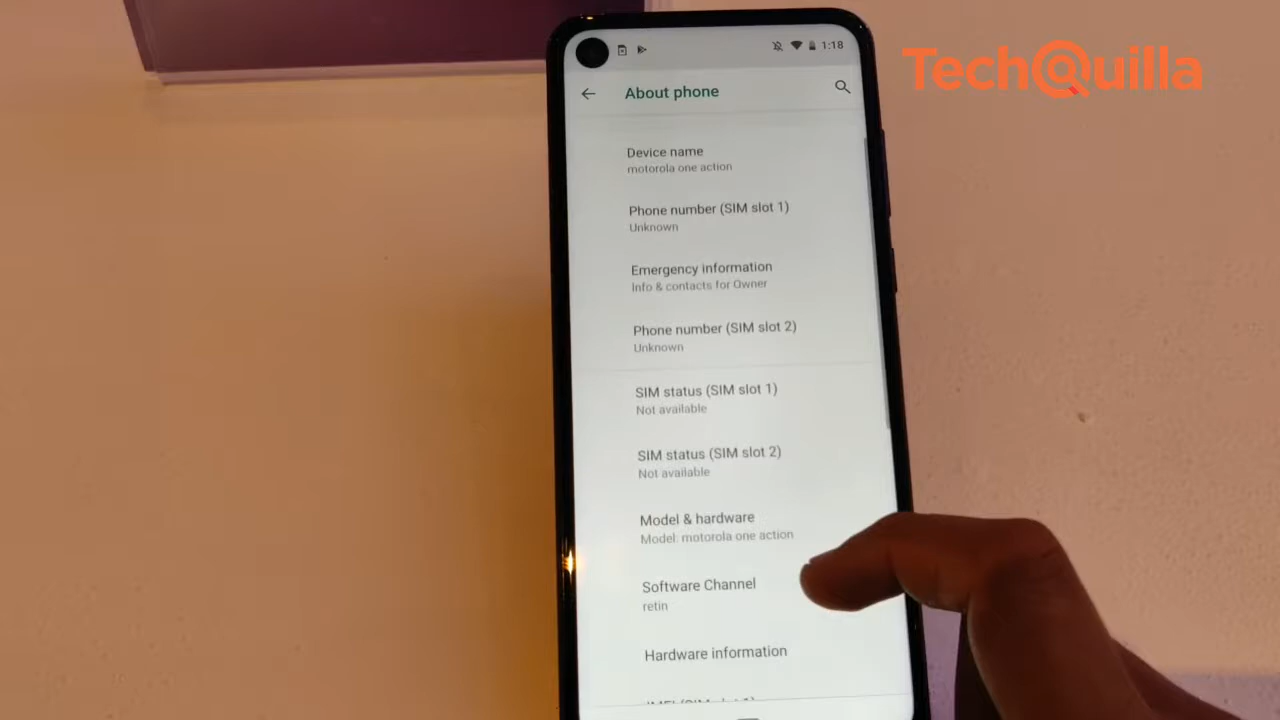 1:18
TechQuilla
About phone
Device name
motorola one action
Phone number (SIM slot 1)
Unknown
Emergency information
Info & contacts for Owner
Phone number (SIM slot 2)
Unknown
SIM status (SIM slot 1)
Not available
SIM status (SIM slot 2)
Not available
Model & hardware
Model: motorola one action
Software Channel
retin
Hardware information